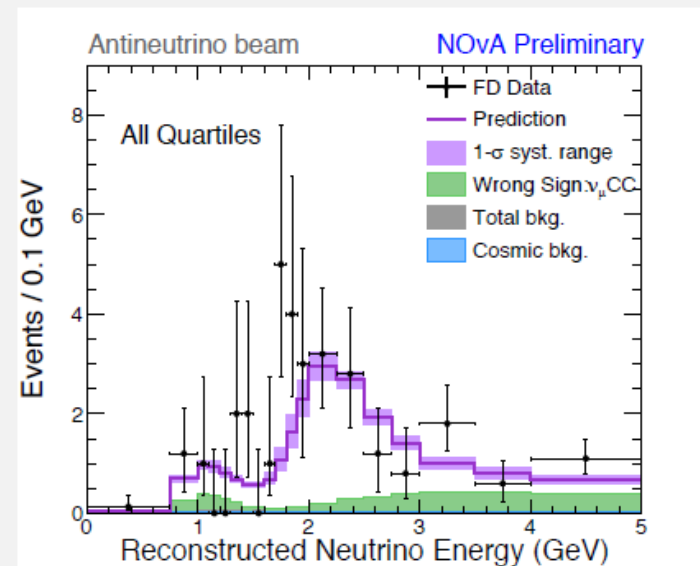 Antineutrino beam NOvA Preliminary
All Quartiles
FD Data
Prediction
1-σ syst. range
Wrong Sign:νμCC
Total bkg.
Cosmic bkg.
Events / 0.1 GeV
8
6
4
2
0
0 1 2 3 4 5
Reconstructed Neutrino Energy (GeV)